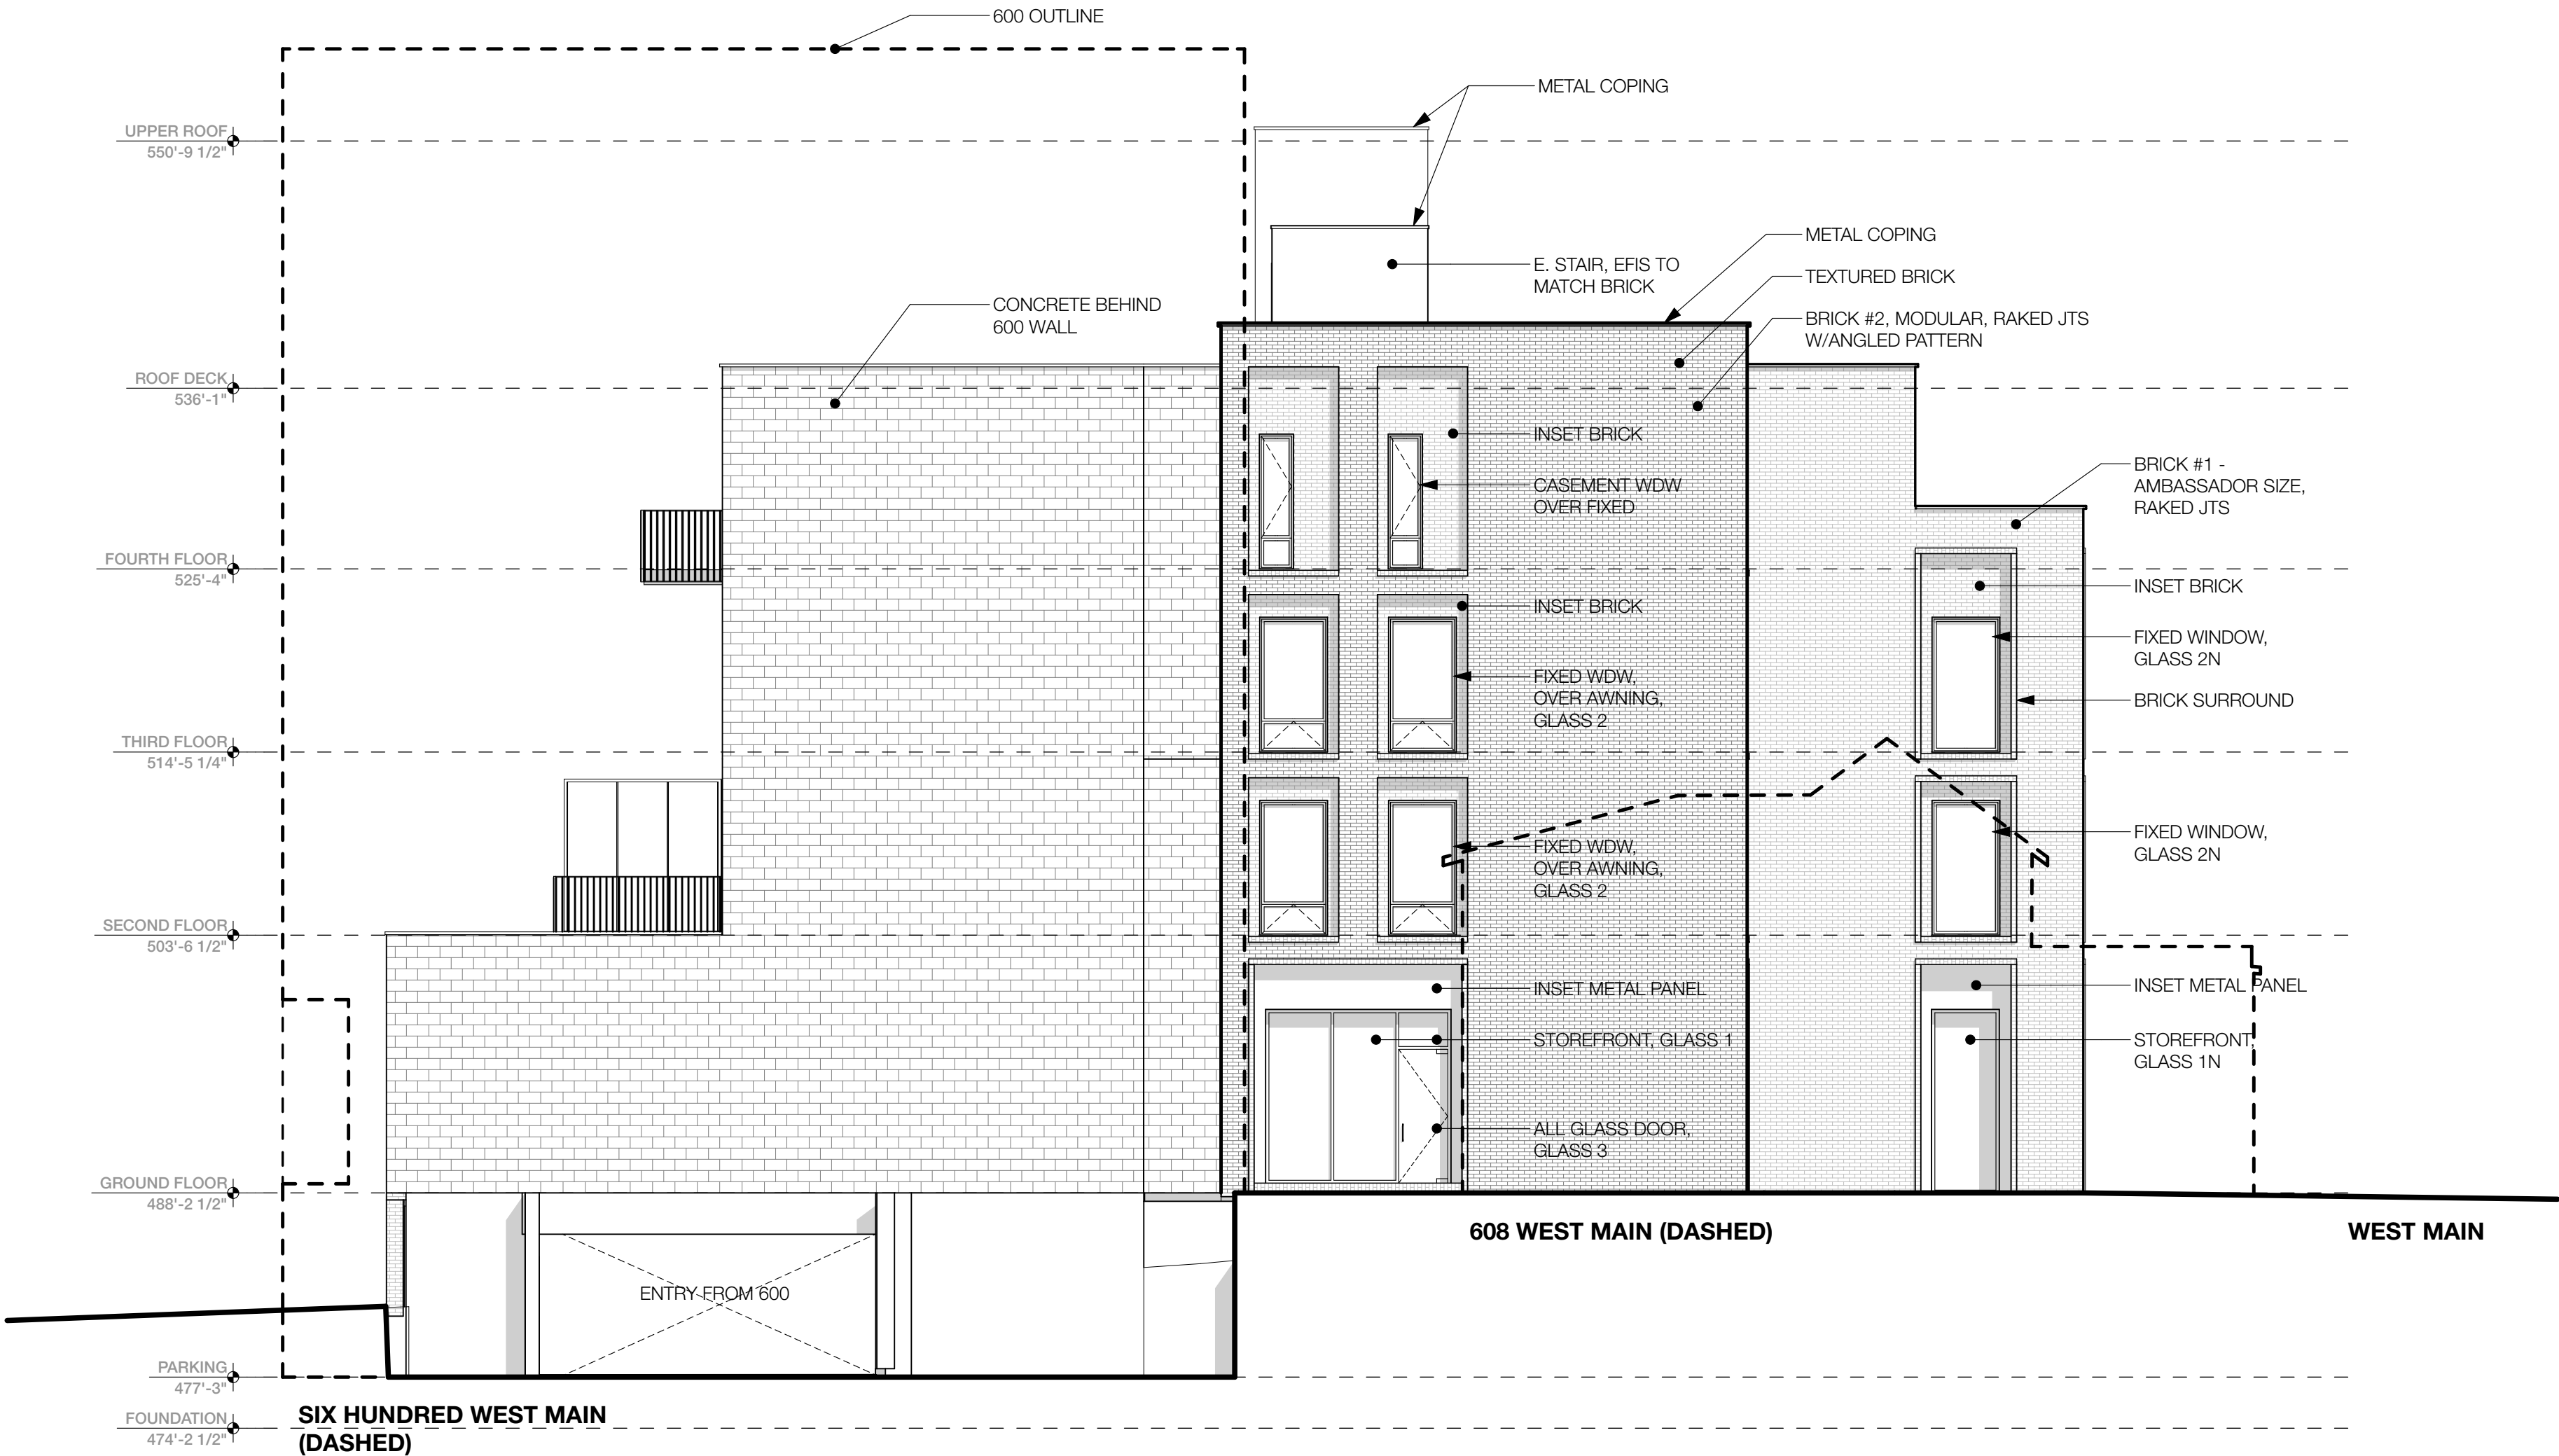 600 OUTLINE
METAL COPING
UPPER ROOF
550'-9 1/2"
METAL COPING
E. STAIR, EFIS TO
MATCH BRICK
TEXTURED BRICK
CONCRETE BEHIND
600 WALL
BRICK #2, MODULAR, RAKED JTS
W/ANGLED PATTERN
ROOF DECK
536'-1"
INSET BRICK
BRICK #1 -
AMBASSADOR SIZE,
RAKED JTS
CASEMENT WDW
OVER FIXED
FOURTH FLOOR
525'-4"
INSET BRICK
INSET BRICK
FIXED WINDOW,
GLASS 2N
FIXED WDW,
OVER AWNING,
GLASS 2
BRICK SURROUND
THIRD FLOOR
514'-5 1/4"
FIXED WDW,
OVER AWNING,
GLASS 2
FIXED WINDOW,
GLASS 2N
SECOND FLOOR
503'-6 1/2"
INSET METAL PANEL
INSET METAL PANEL
STOREFRONT, GLASS 1
STOREFRONT,
GLASS 1N
ALL GLASS DOOR,
GLASS 3
GROUND FLOOR
488'-2 1/2"
608 WEST MAIN (DASHED)
WEST MAIN
ENTRY FROM 600
PARKING
477'-3"
FOUNDATION
474'-2 1/2"
SIX HUNDRED WEST MAIN
(DASHED)